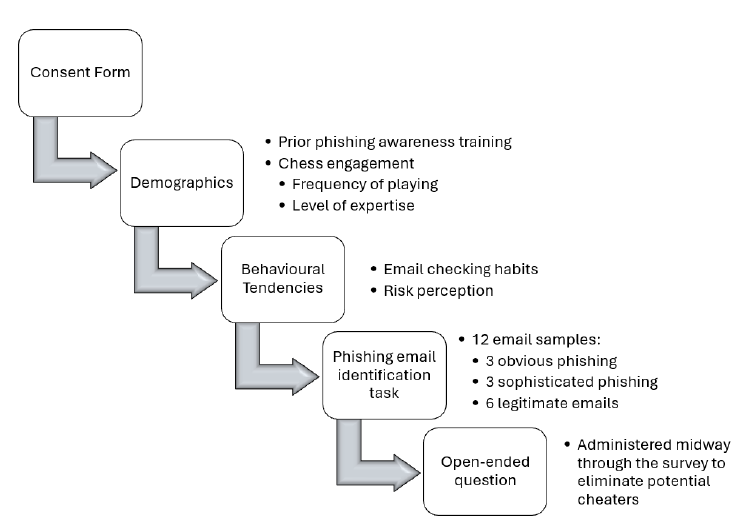 Consent Form
Demographics
• Prior phishing awareness training
• Chess engagement
• Frequency of playing
• Level of expertise
Behavioural
Tendencies
• Email checking habits
• Risk perception
Phishing email
identification
task
• 12 email samples:
• 3 obvious phishing
• 3 sophisticated phishing
• 6 legitimate emails
Open-ended
question
• Administered midway
through the survey to
eliminate potential
cheaters